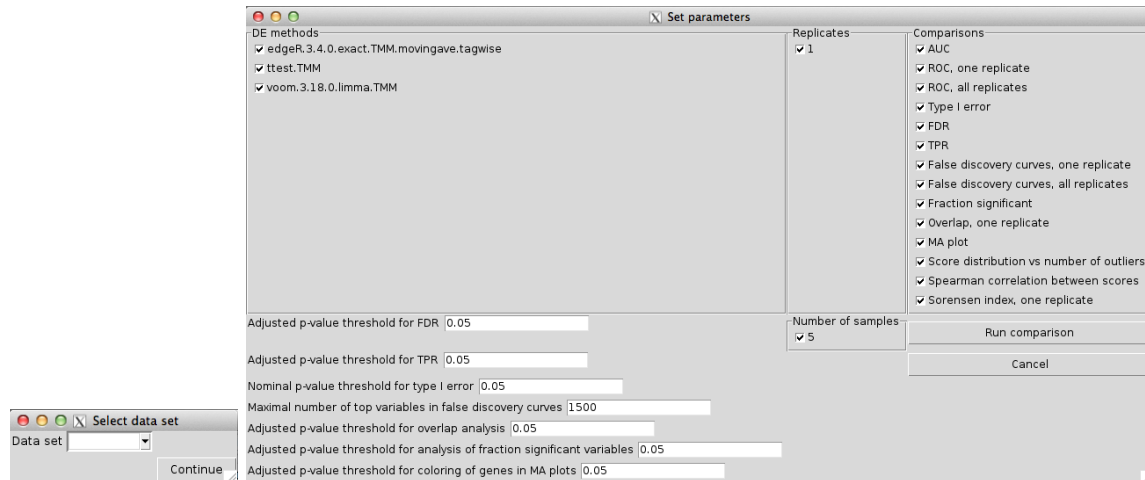 Select data set
Data set
Continue
Set parameters
DE methods
edgeR.3.4.0.exact.TMM.movingave.tagwise
ttest.TMM
voom.3.18.0.limma.TMM
Replicates
1
Comparisons
AUC
ROC, one replicate
ROC, all replicates
Type I error
FDR
TPR
False discovery curves, one replicate
False discovery curves, all replicates
Fraction significant
Overlap, one replicate
MA plot
Score distribution vs number of outliers
Spearman correlation between scores
Sorensen index, one replicate
Adjusted p-value threshold for FDR 0.05
Adjusted p-value threshold for TPR 0.05
Nominal p-value threshold for type I error 0.05
Maximal number of top variables in false discovery curves 1500
Adjusted p-value threshold for overlap analysis 0.05
Adjusted p-value threshold for analysis of fraction significant variables 0.05
Adjusted p-value threshold for coloring of genes in MA plots 0.05
Number of samples
5
Run comparison
Cancel